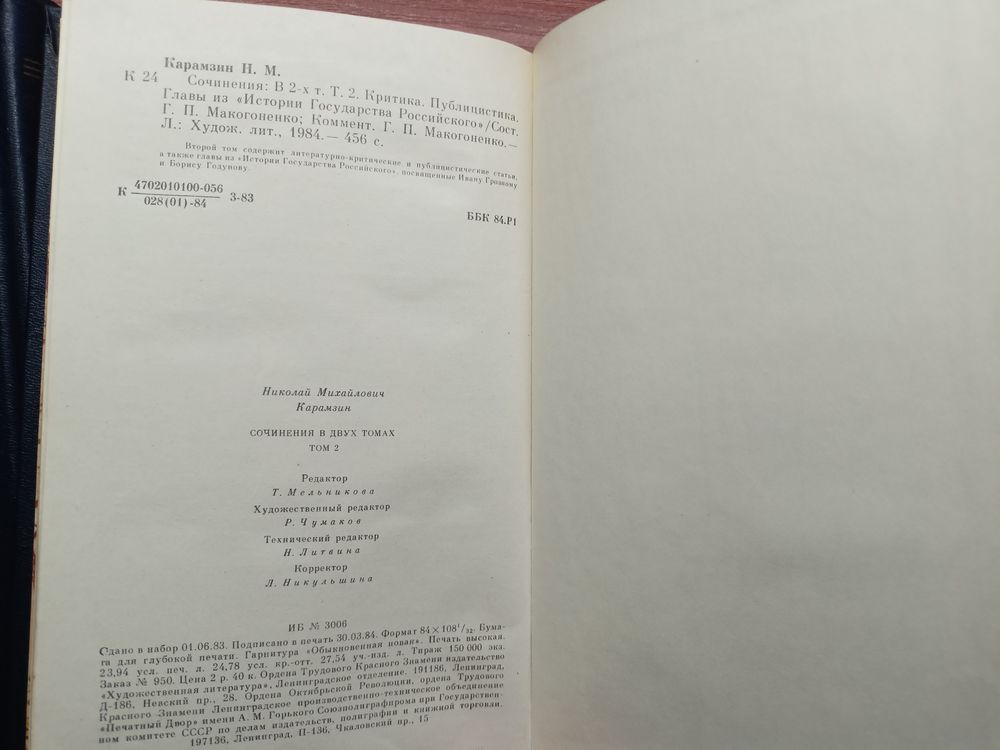 Карамзин Н. М.
К 24 Сочинения: В 2-х т. Т. 2. Критика. Публицистика.
Главы из «Истории Государства Российского»/Сост.
Г. П. Макогоненко; Коммент. Г. П. Макогоненко.—
Л.: Худож. лит., 1984.— 456 с.
Второй том содержит литературно-критические и публицистические статьи,
а также главы из «Истории Государства Российского», посвященные Ивану Грозному
и Борису Годунову.
К 4702010100-056
028(01)-84 3-83
ББК 84.Р1
Николай Михайлович
Карамзин
СОЧИНЕНИЯ В ДВУХ ТОМАХ
ТОМ 2
Редактор
Т. Мельникова
Художественный редактор
Р. Чумаков
Технический редактор
Н. Литвина
Корректор
Л. Никульшина
ИБ № 3006
Сдано в набор 01.06.83. Подписано в печать 30.03.84. Формат 84×108¹/₃₂. Бума-
га для глубокой печати. Гарнитура «Обыкновенная новая». Печать высокая.
23,94 усл. печ. л. 24,78 усл. кр.-отт. 27,54 уч.-изд. л. Тираж 150 000 экз.
Заказ № 950. Цена 2 р. 40 к. Ордена Трудового Красного Знамени издательство
«Художественная литература», Ленинградское отделение. 191186, Ленинград,
Д-186, Невский пр., 28. Ордена Октябрьской Революции, ордена Трудового
Красного Знамени Ленинградское производственно-техническое объединение
«Печатный Двор» имени А. М. Горького Союзполиграфпрома при Государствен-
ном комитете СССР по делам издательств, полиграфии и книжной торговли.
197136, Ленинград, П-136, Чкаловский пр., 15